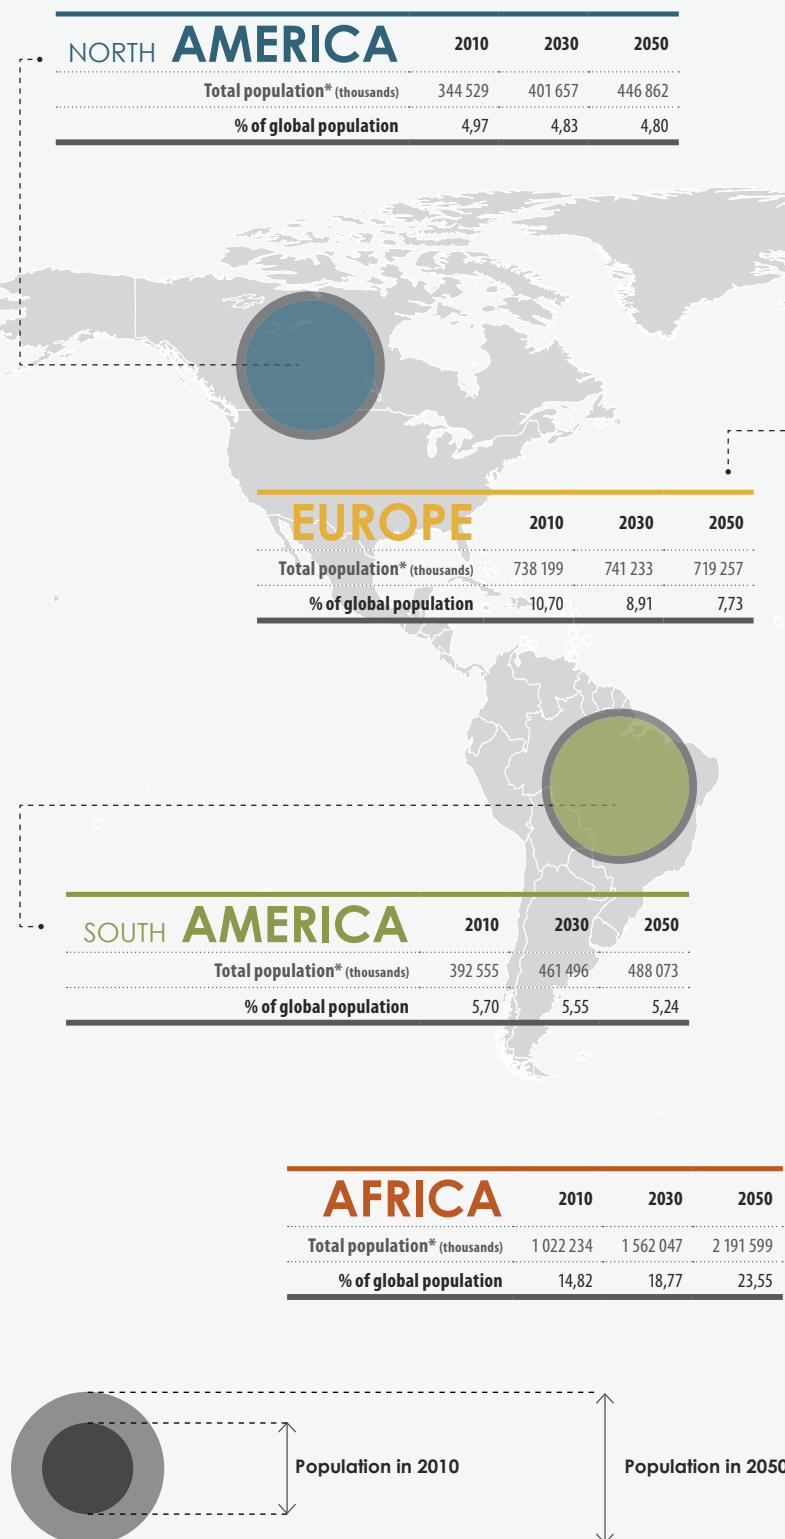 NORTH AMERICA 2010 2030 2050
Total population* (thousands) 344 529 401 657 446 862
% of global population 4,97 4,83 4,80
EUROPE 2010 2030 2050
Total population* (thousands) 738 199 741 233 719 257
% of global population 10,70 8,91 7,73
SOUTH AMERICA 2010 2030 2050
Total population* (thousands) 392 555 461 496 488 073
% of global population 5,70 5,55 5,24
AFRICA 2010 2030 2050
Total population* (thousands) 1 022 234 1 562 047 2 191 599
% of global population 14,82 18,77 23,55
Population in 2010 Population in 2050